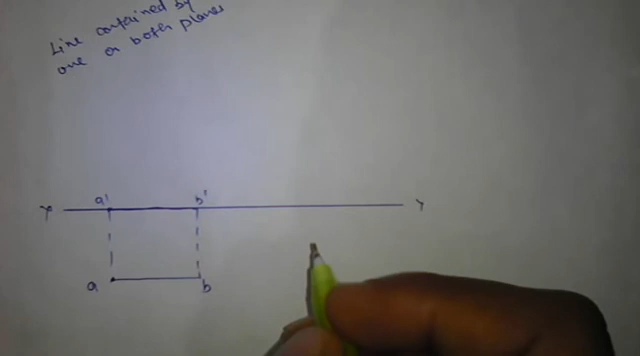 Line contained by
one or both planes
a' b'
X Y
a b